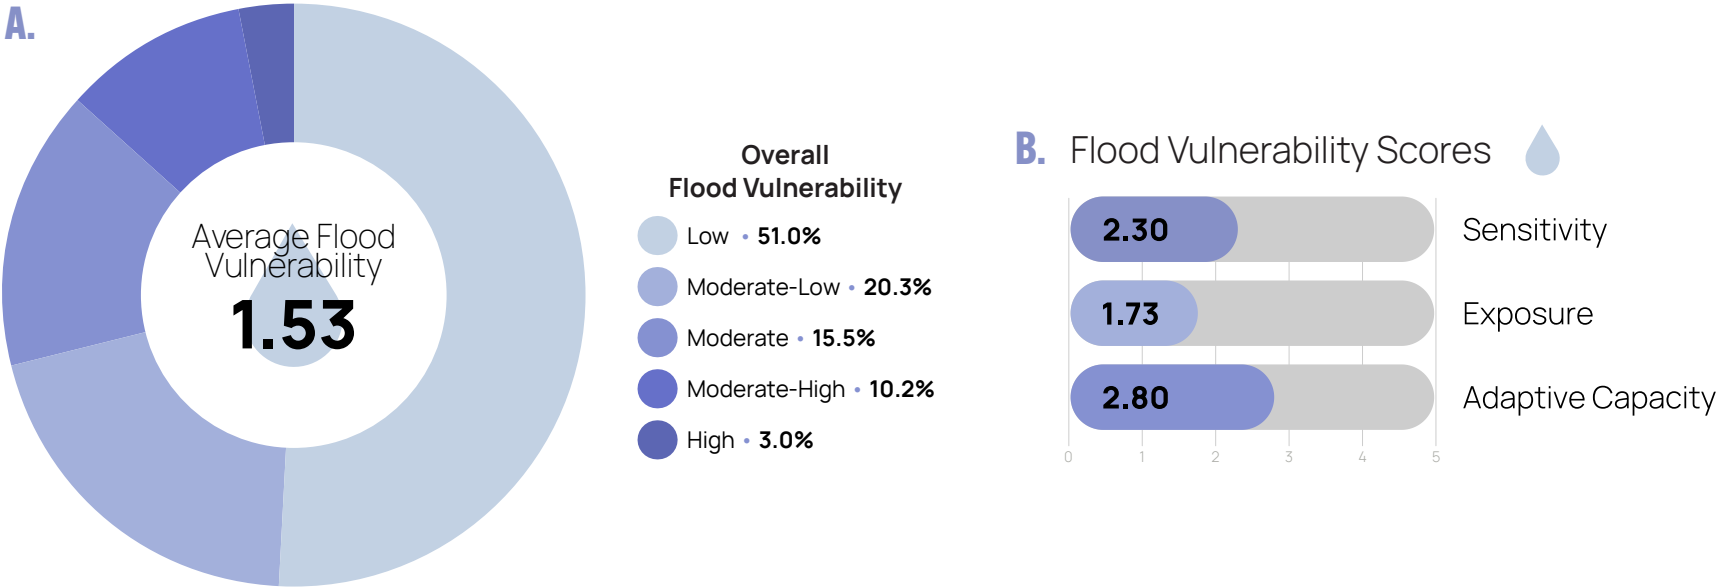 A.
Average Flood
Vulnerability
1.53
Overall
Flood Vulnerability
Low • 51.0%
Moderate-Low • 20.3%
Moderate • 15.5%
Moderate-High • 10.2%
High • 3.0%
B. Flood Vulnerability Scores
2.30 Sensitivity
1.73 Exposure
2.80 Adaptive Capacity
0 1 2 3 4 5